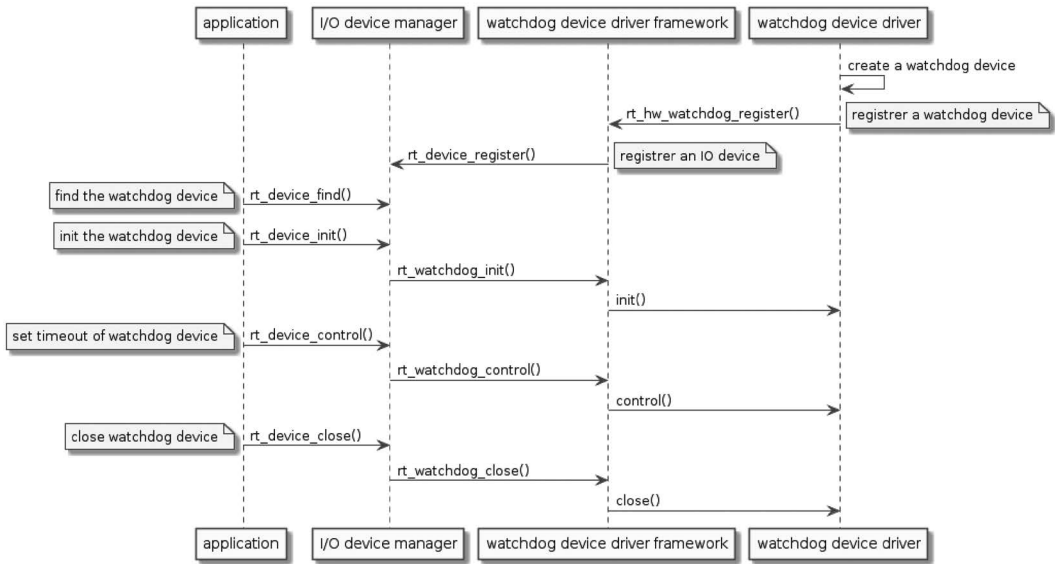 application
I/O device manager
watchdog device driver framework
watchdog device driver
create a watchdog device
rt_hw_watchdog_register()
registrer a watchdog device
rt_device_register()
registrer an IO device
find the watchdog device
rt_device_find()
init the watchdog device
rt_device_init()
rt_watchdog_init()
init()
set timeout of watchdog device
rt_device_control()
rt_watchdog_control()
control()
close watchdog device
rt_device_close()
rt_watchdog_close()
close()
application
I/O device manager
watchdog device driver framework
watchdog device driver